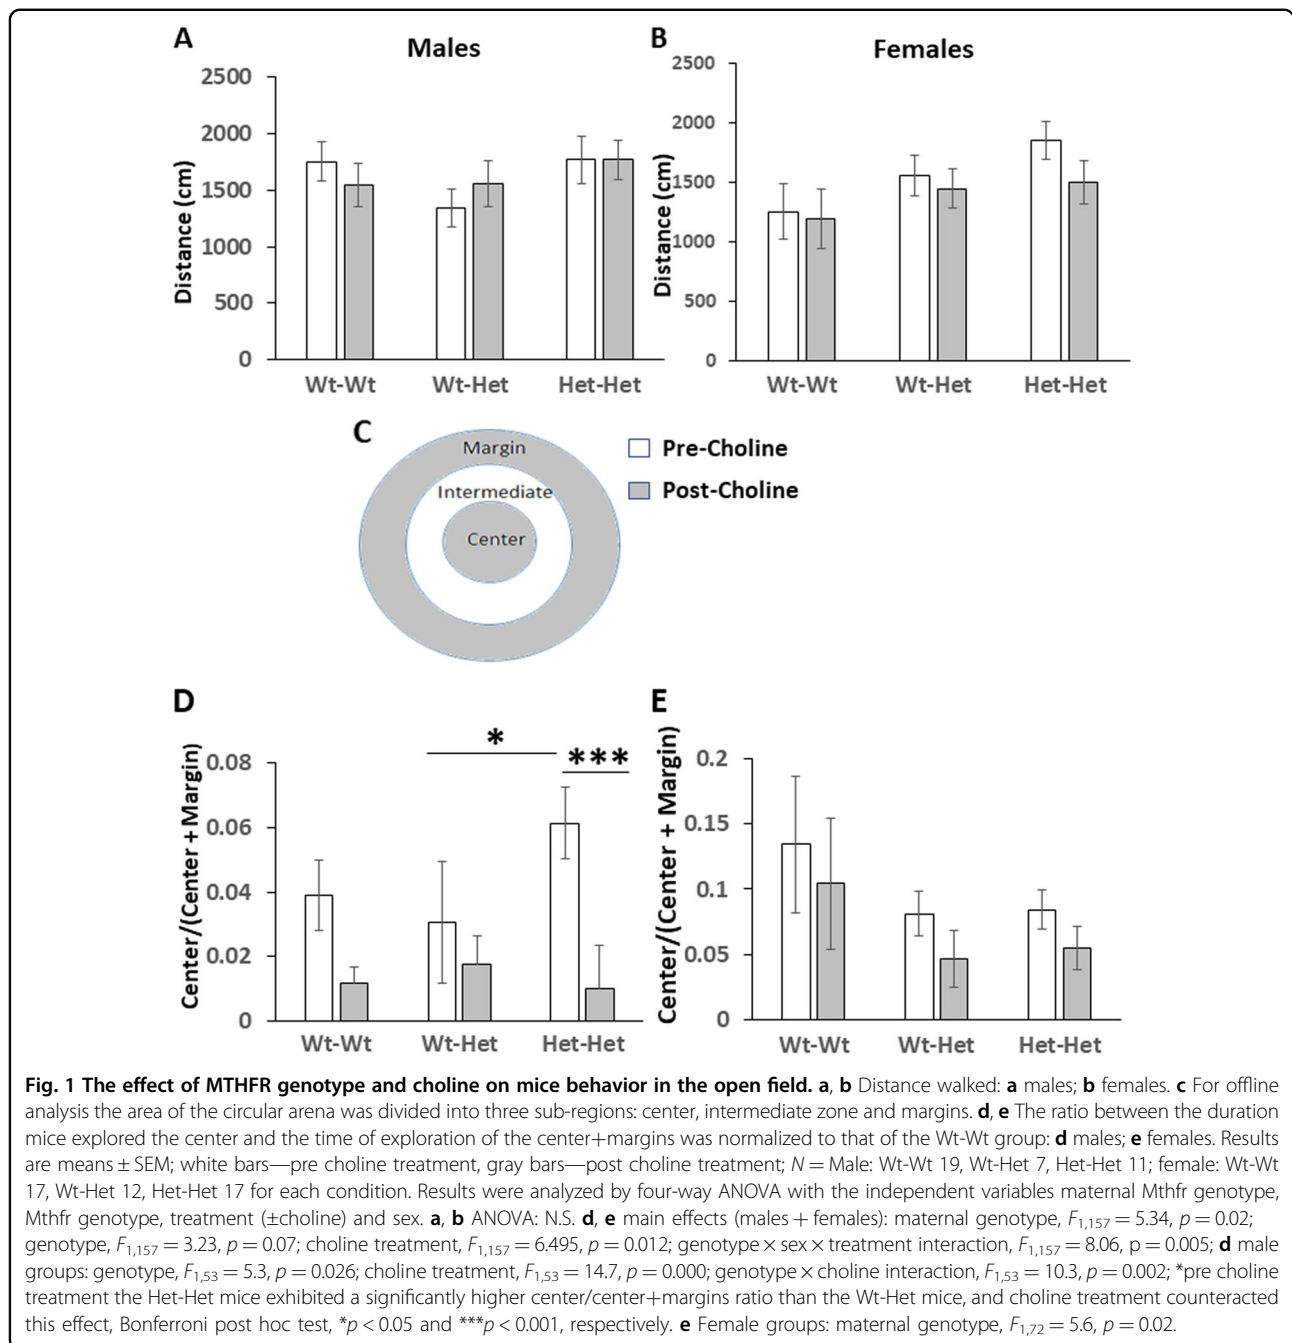 A
Males
Distance (cm)
2500
2000
1500
1000
500
0
Wt-Wt Wt-Het Het-Het
B
Females
Distance (cm)
2500
2000
1500
1000
500
0
Wt-Wt Wt-Het Het-Het
C
Margin
Intermediate
Center
Pre-Choline
Post-Choline
D
Center/(Center + Margin)
0.08
0.06
0.04
0.02
0
*
***
Wt-Wt Wt-Het Het-Het
E
Center/(Center + Margin)
0.2
0.15
0.1
0.05
0
Wt-Wt Wt-Het Het-Het
Fig. 1 The effect of MTHFR genotype and choline on mice behavior in the open field. a, b Distance walked: a males; b females. c For offline
analysis the area of the circular arena was divided into three sub-regions: center, intermediate zone and margins. d, e The ratio between the duration
mice explored the center and the time of exploration of the center+margins was normalized to that of the Wt-Wt group: d males; e females. Results
are means ± SEM; white bars—pre choline treatment, gray bars—post choline treatment; N = Male: Wt-Wt 19, Wt-Het 7, Het-Het 11; female: Wt-Wt
17, Wt-Het 12, Het-Het 17 for each condition. Results were analyzed by four-way ANOVA with the independent variables maternal Mthfr genotype,
Mthfr genotype, treatment (±choline) and sex. a, b ANOVA: N.S. d, e main effects (males + females): maternal genotype, F1,157 = 5.34, p = 0.02;
genotype, F1,157 = 3.23, p = 0.07; choline treatment, F1,157 = 6.495, p = 0.012; genotype × sex × treatment interaction, F1,157 = 8.06, p = 0.005; d male
groups: genotype, F1,53 = 5.3, p = 0.026; choline treatment, F1,53 = 14.7, p = 0.000; genotype × choline interaction, F1,53 = 10.3, p = 0.002; *pre choline
treatment the Het-Het mice exhibited a significantly higher center/center+margins ratio than the Wt-Het mice, and choline treatment counteracted
this effect, Bonferroni post hoc test, *p < 0.05 and ***p < 0.001, respectively. e Female groups: maternal genotype, F1,72 = 5.6, p = 0.02.